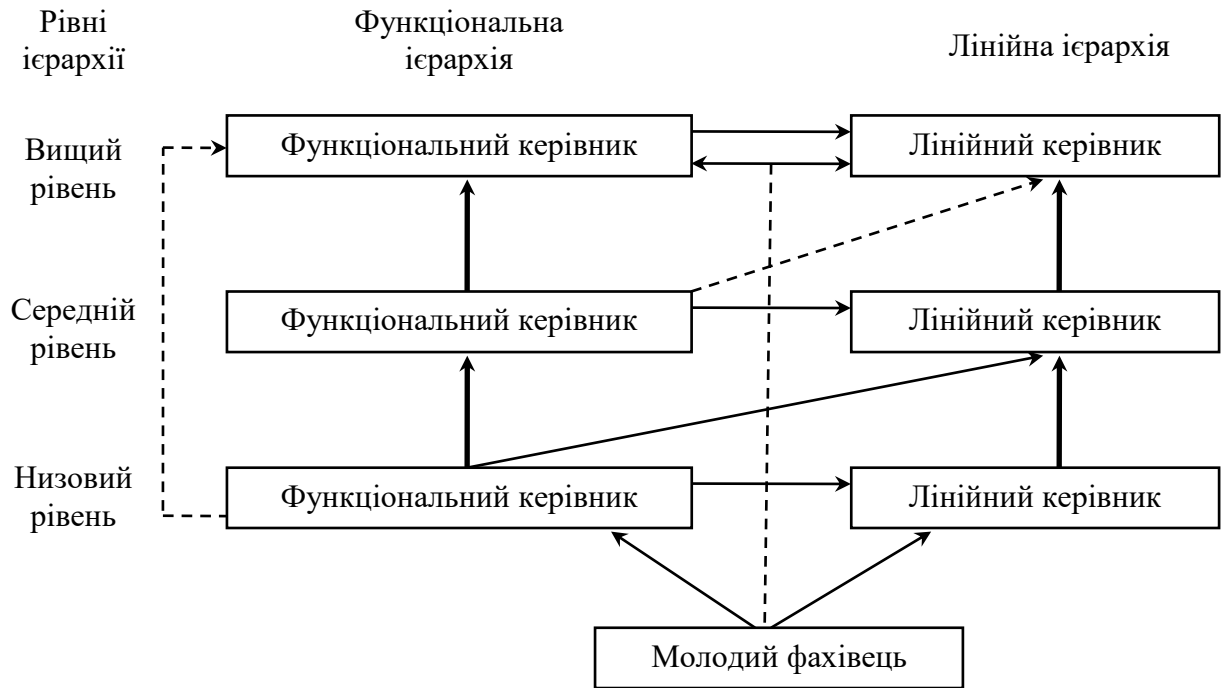 Рівні
ієрархії
Функціональна
ієрархія
Лінійна ієрархія
Вищий
рівень
Функціональний керівник
Лінійний керівник
Середній
рівень
Функціональний керівник
Лінійний керівник
Низовий
рівень
Функціональний керівник
Лінійний керівник
Молодий фахівець